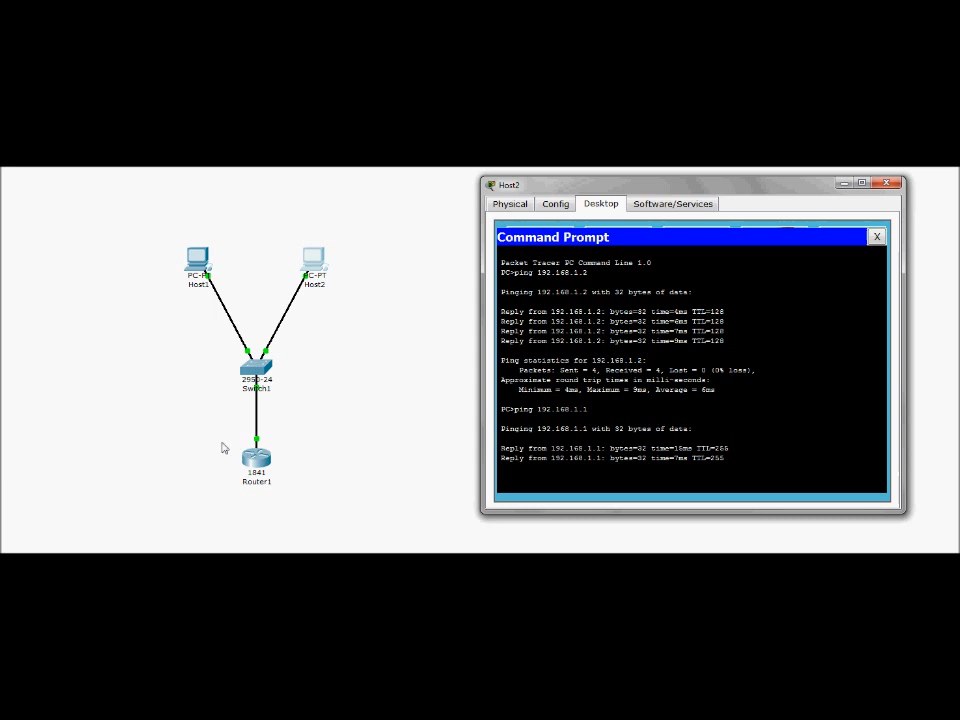 Host2
Physical Config Desktop Software/Services
Command Prompt X
Packet Tracer PC Command Line 1.0
PC>ping 192.168.1.2
Pinging 192.168.1.2 with 32 bytes of data:
Reply from 192.168.1.2: bytes=32 time=4ms TTL=128
Reply from 192.168.1.2: bytes=32 time=6ms TTL=128
Reply from 192.168.1.2: bytes=32 time=7ms TTL=128
Reply from 192.168.1.2: bytes=32 time=9ms TTL=128
Ping statistics for 192.168.1.2:
Packets: Sent = 4, Received = 4, Lost = 0 (0% loss),
Approximate round trip times in milli-seconds:
Minimum = 4ms, Maximum = 9ms, Average = 6ms
PC>ping 192.168.1.1
Pinging 192.168.1.1 with 32 bytes of data:
Reply from 192.168.1.1: bytes=32 time=15ms TTL=255
Reply from 192.168.1.1: bytes=32 time=7ms TTL=255
PC-PT
Host1
PC-PT
Host2
2950-24
Switch1
1841
Router1